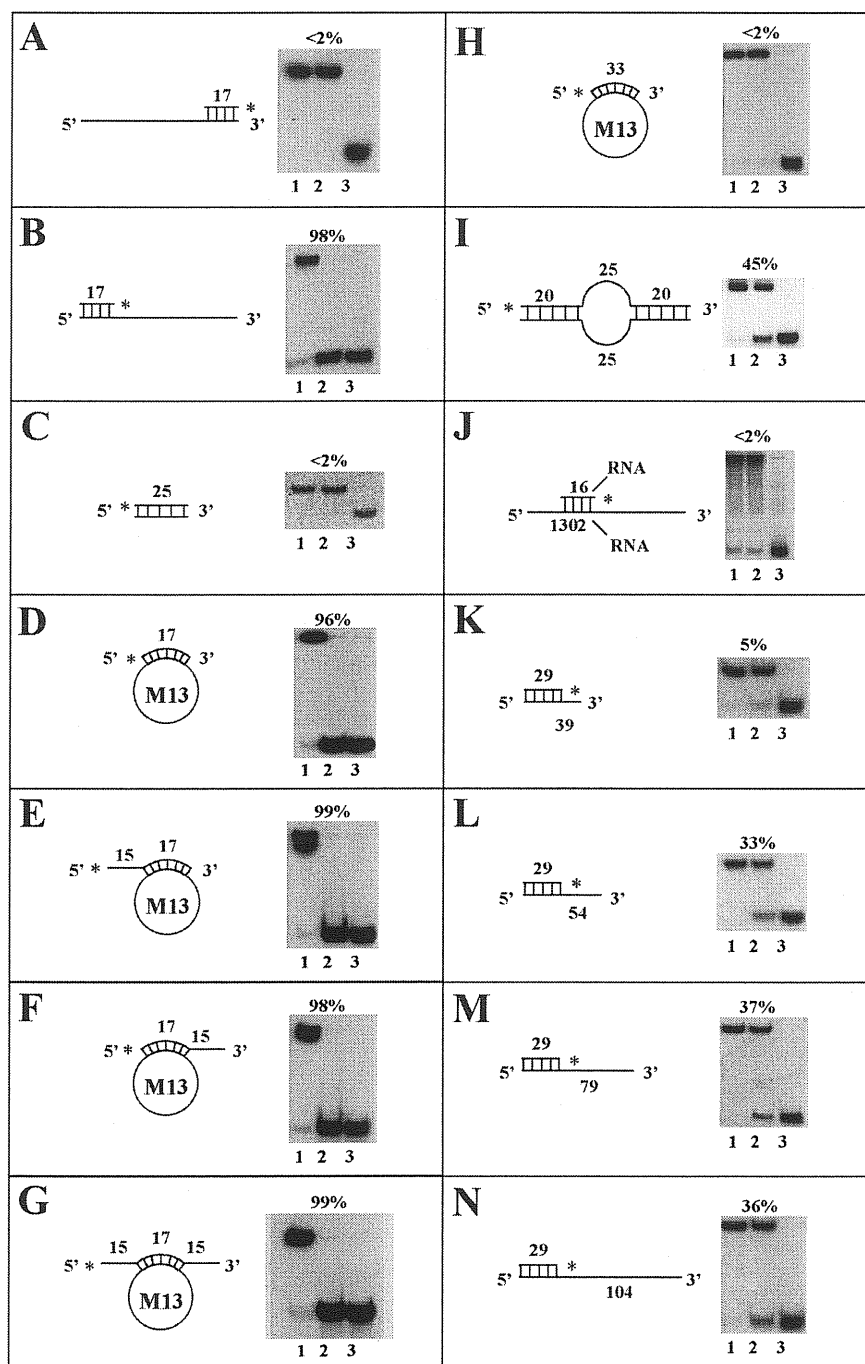 A
<2%
17
*
5’
3’
1 2 3
B
98%
17
*
5’
3’
1 2 3
C
<2%
25
5’ *
3’
1 2 3
D
96%
17
5’ *
3’
M13
1 2 3
E
99%
15
17
5’ *
3’
M13
1 2 3
F
98%
17
15
5’ *
3’
M13
1 2 3
G
99%
15 17 15
5’ *
3’
M13
1 2 3
H
<2%
33
5’ *
3’
M13
1 2 3
I
45%
25
20
20
5’ *
3’
25
1 2 3
J
<2%
RNA
16
*
5’
3’
1302
RNA
1 2 3
K
5%
29
*
5’
3’
39
1 2 3
L
33%
29
*
5’
3’
54
1 2 3
M
37%
29
*
5’
3’
79
1 2 3
N
36%
29
*
5’
3’
104
1 2 3